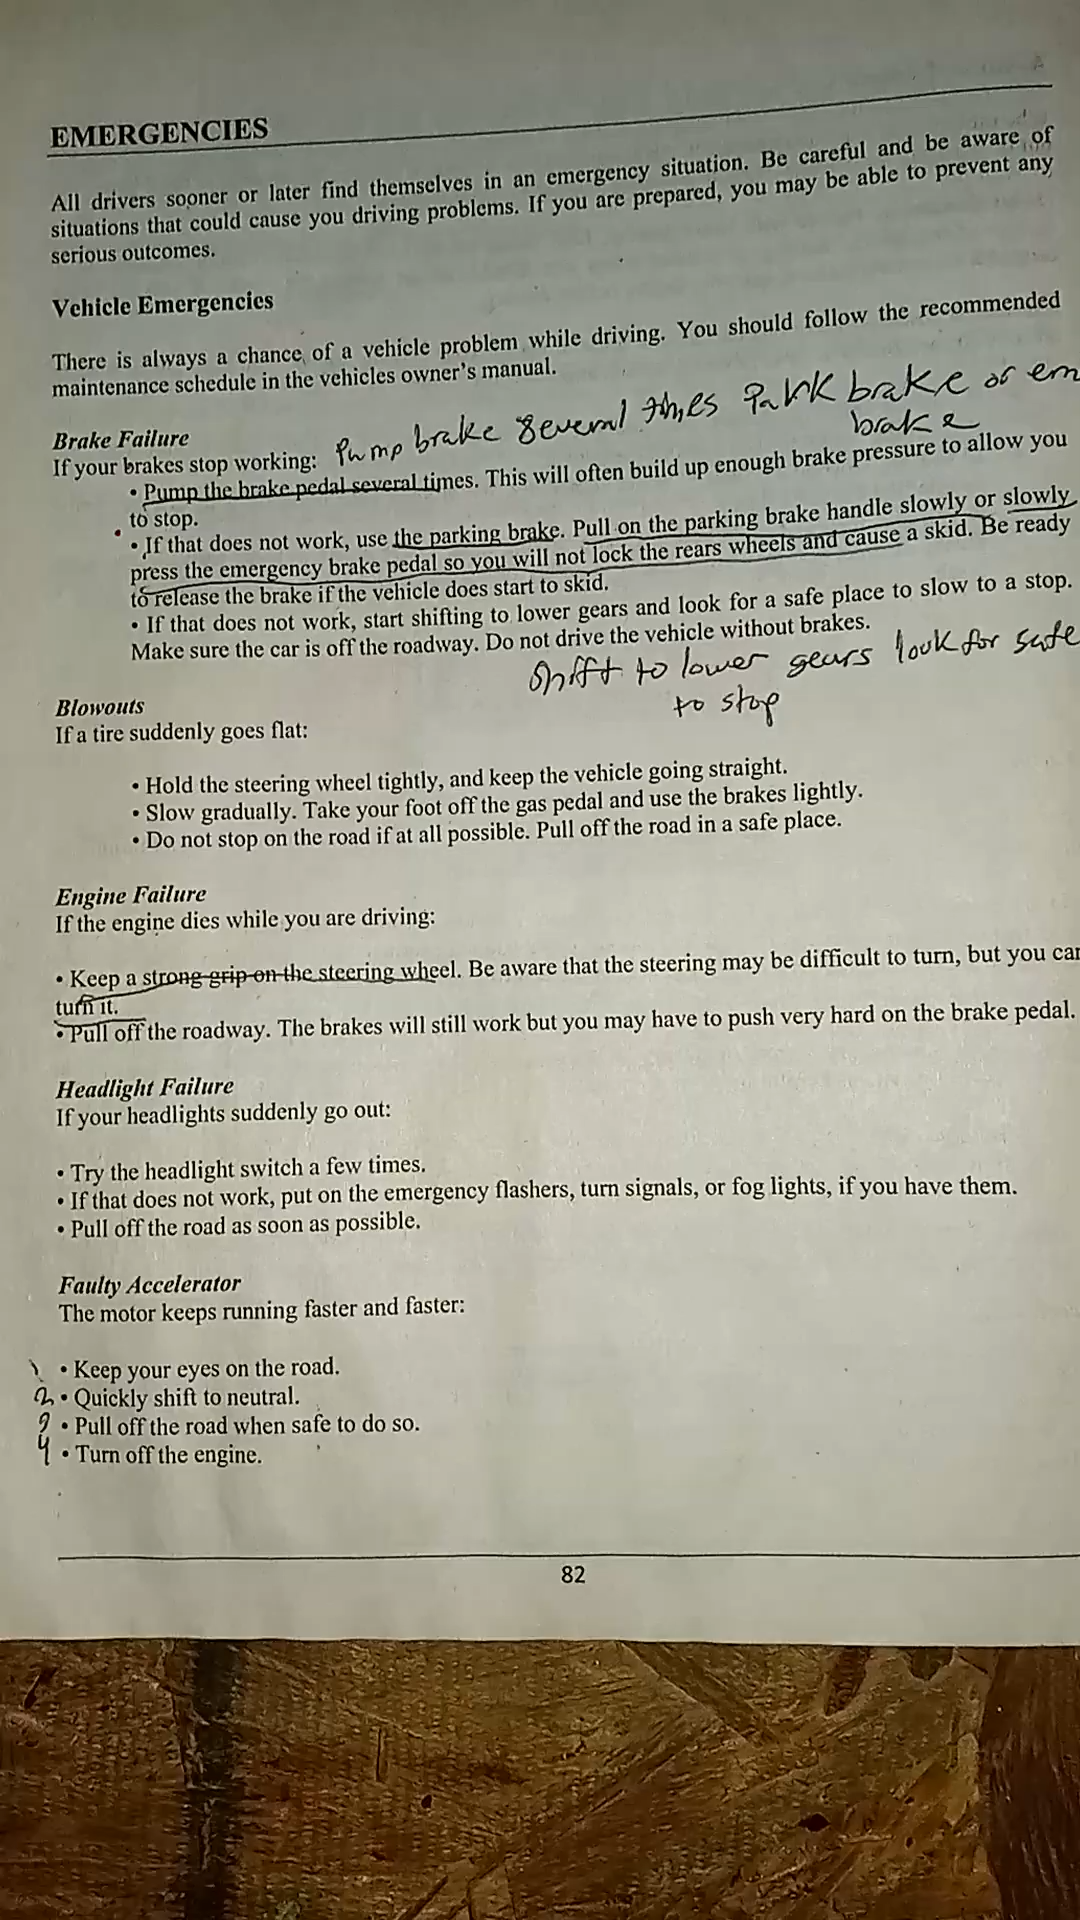 EMERGENCIES
All drivers sooner or later find themselves in an emergency situation. Be careful and be aware of
situations that could cause you driving problems. If you are prepared, you may be able to prevent any
serious outcomes.
Vehicle Emergencies
There is always a chance of a vehicle problem while driving. You should follow the recommended
maintenance schedule in the vehicles owner's manual.
Pump brake several times Park brake or em
brake
Brake Failure
If your brakes stop working:
• Pump the brake pedal several times. This will often build up enough brake pressure to allow you
to stop.
• If that does not work, use the parking brake. Pull on the parking brake handle slowly or slowly
press the emergency brake pedal so you will not lock the rears wheels and cause a skid. Be ready
to release the brake if the vehicle does start to skid.
• If that does not work, start shifting to lower gears and look for a safe place to slow to a stop.
Make sure the car is off the roadway. Do not drive the vehicle without brakes.
Shift to lower gears look for safe
to stop
Blowouts
If a tire suddenly goes flat:
• Hold the steering wheel tightly, and keep the vehicle going straight.
• Slow gradually. Take your foot off the gas pedal and use the brakes lightly.
• Do not stop on the road if at all possible. Pull off the road in a safe place.
Engine Failure
If the engine dies while you are driving:
• Keep a strong grip on the steering wheel. Be aware that the steering may be difficult to turn, but you can
turn it.
• Pull off the roadway. The brakes will still work but you may have to push very hard on the brake pedal.
Headlight Failure
If your headlights suddenly go out:
• Try the headlight switch a few times.
• If that does not work, put on the emergency flashers, turn signals, or fog lights, if you have them.
• Pull off the road as soon as possible.
Faulty Accelerator
The motor keeps running faster and faster:
1 • Keep your eyes on the road.
2 • Quickly shift to neutral.
3 • Pull off the road when safe to do so.
4 • Turn off the engine.
82